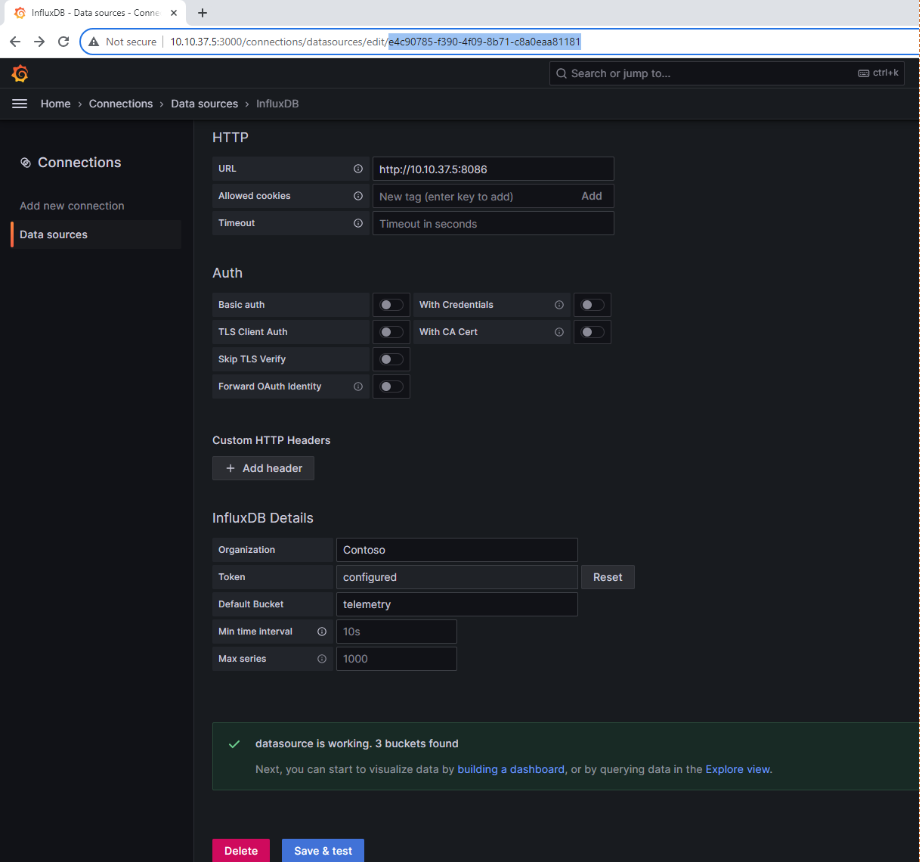 InfluxDB - Data sources - Conne
Not secure | 10.10.37.5:3000/connections/datasources/edit/e4c90785-f390-4f09-8b71-c8a0eaa81181
Search or jump to... ctrl+k
Home › Connections › Data sources › InfluxDB
Connections
Add new connection
Data sources
HTTP
URL http://10.10.37.5:8086
Allowed cookies New tag (enter key to add) Add
Timeout Timeout in seconds
Auth
Basic auth With Credentials
TLS Client Auth With CA Cert
Skip TLS Verify
Forward OAuth Identity
Custom HTTP Headers
+ Add header
InfluxDB Details
Organization Contoso
Token configured Reset
Default Bucket telemetry
Min time interval 10s
Max series 1000
datasource is working. 3 buckets found
Next, you can start to visualize data by building a dashboard, or by querying data in the Explore view.
Delete Save & test